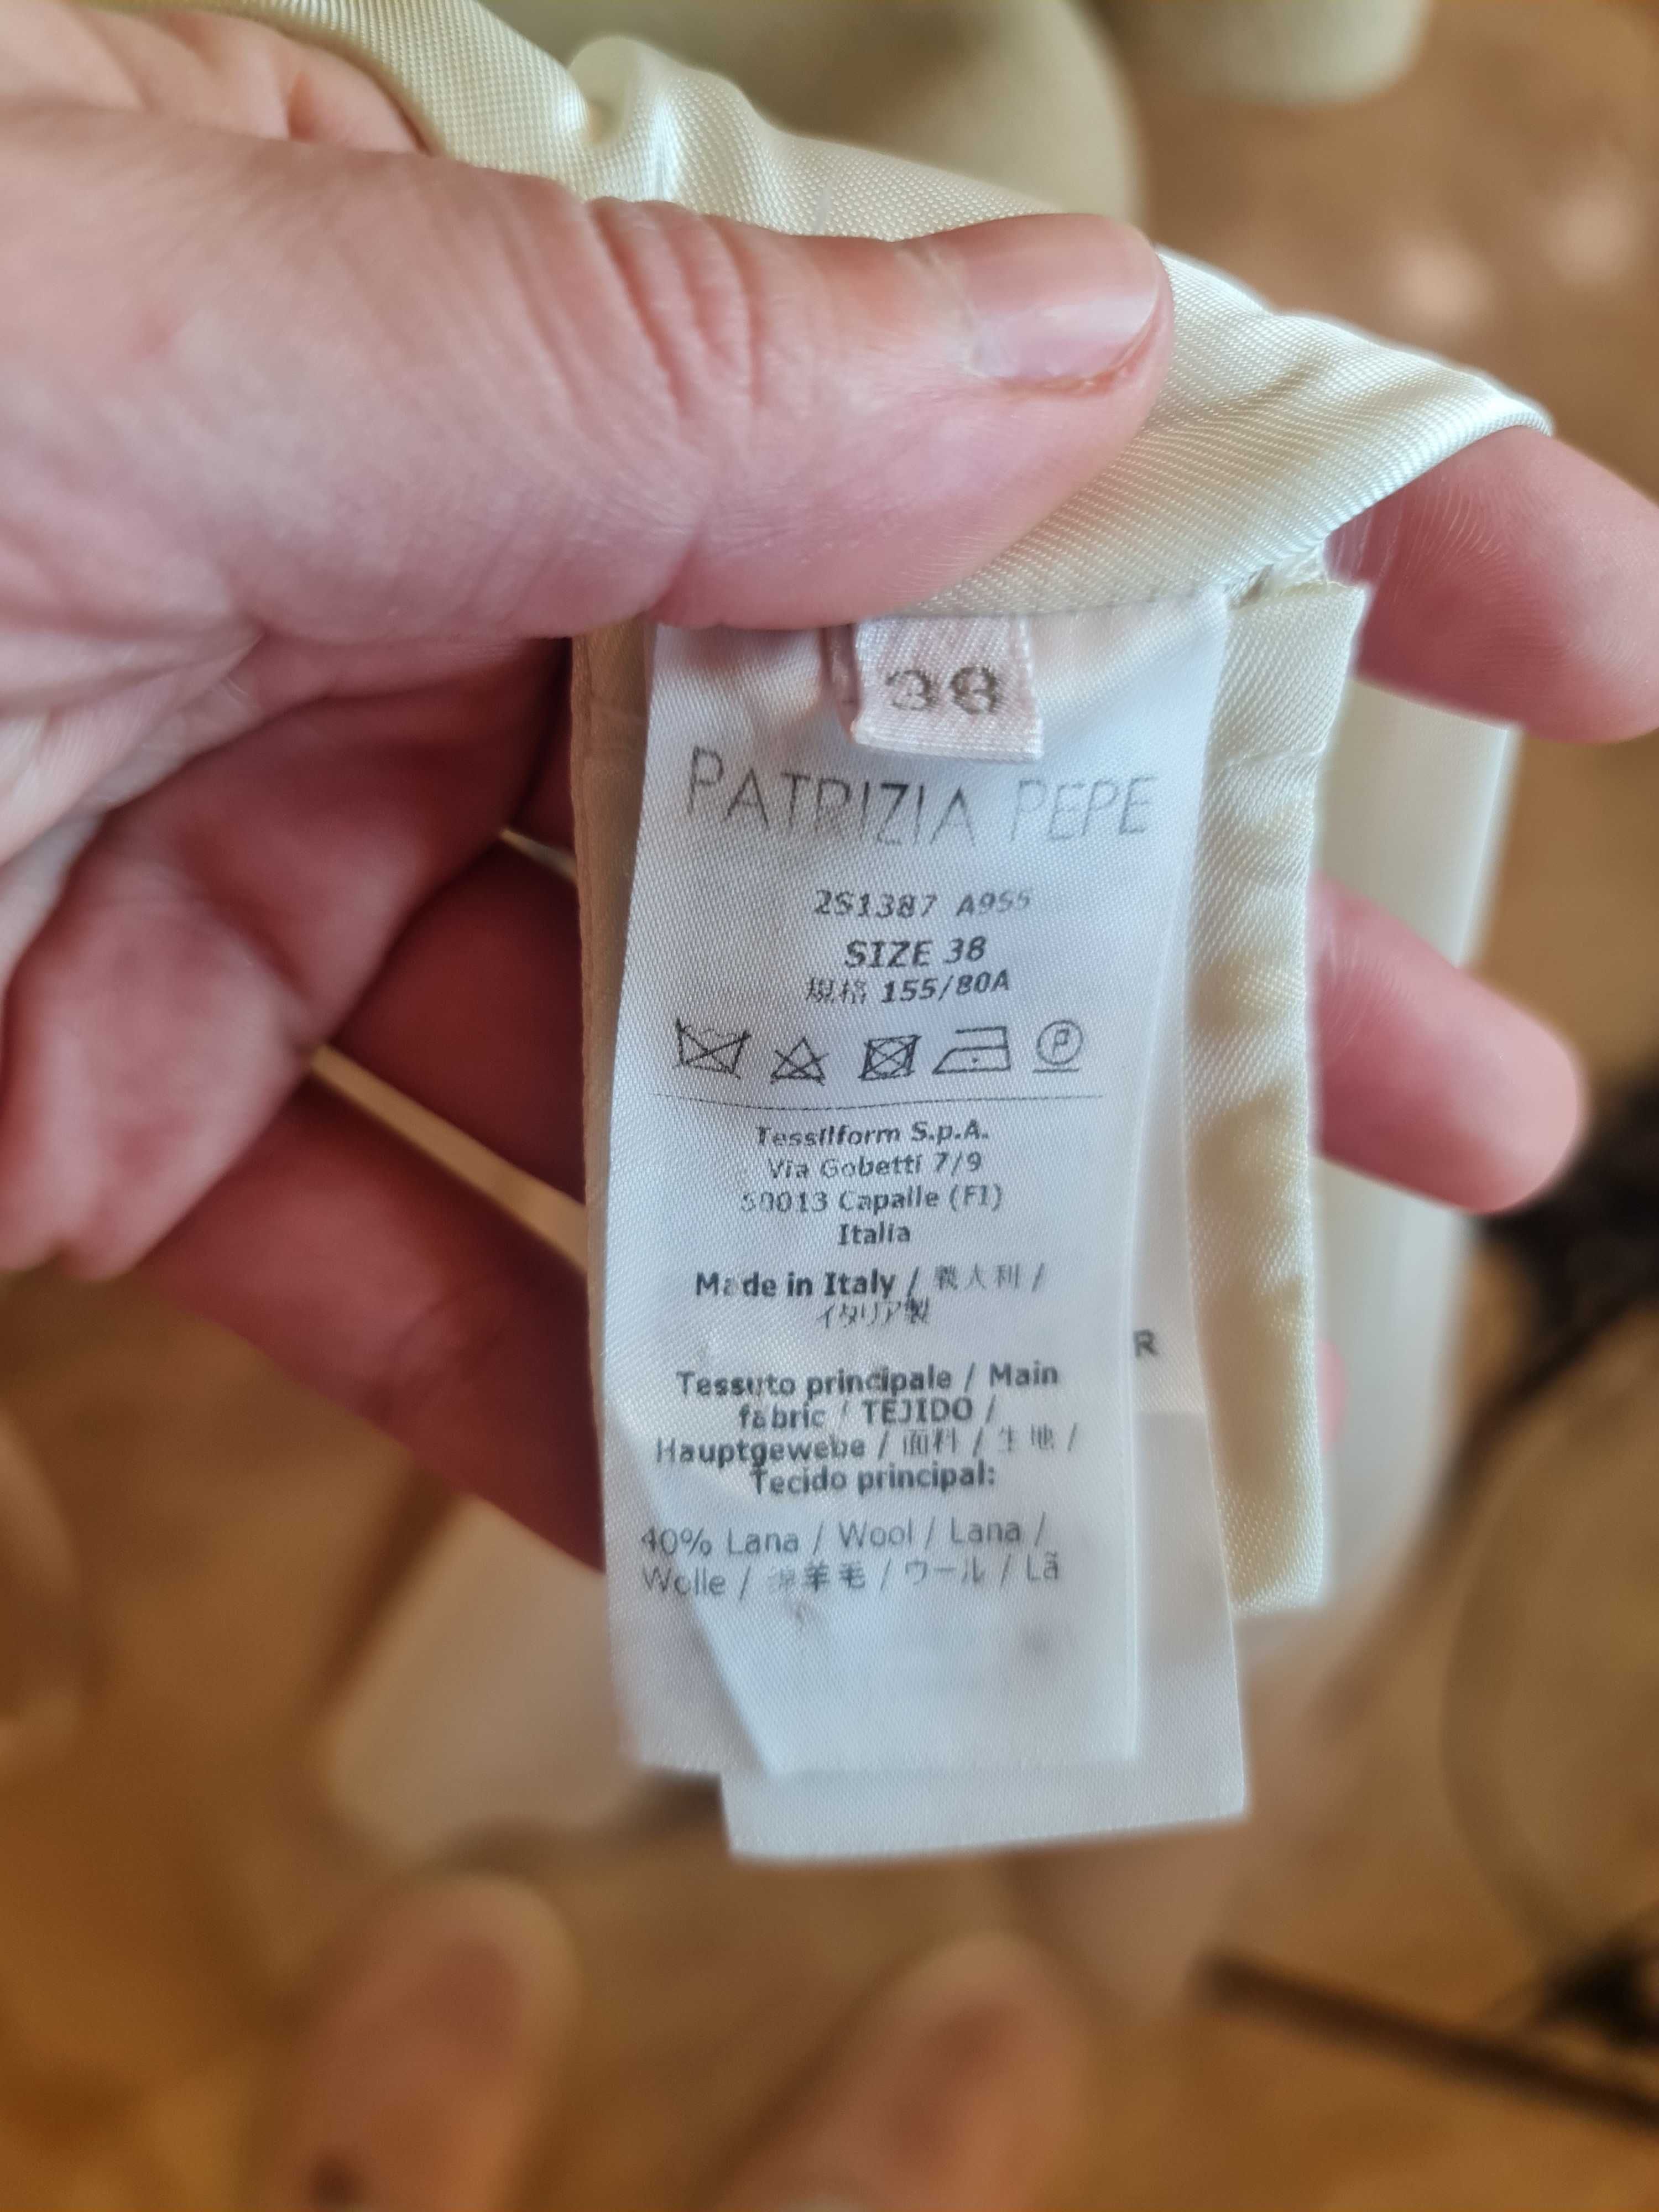 38
PATRIZIA PEPE
2S1387 A955
SIZE 38
規格 155/80A
P
Tessilform S.p.A.
Via Gobetti 7/9
50013 Capalle (FI)
Italia
Made in Italy / 義大利 /
イタリア製
R
Tessuto principale / Main
fabric / TEJIDO /
Hauptgewebe / 面料 / 生地 /
Tecido principal:
40% Lana / Wool / Lana /
Wolle / 羊毛 / ウール / Lã